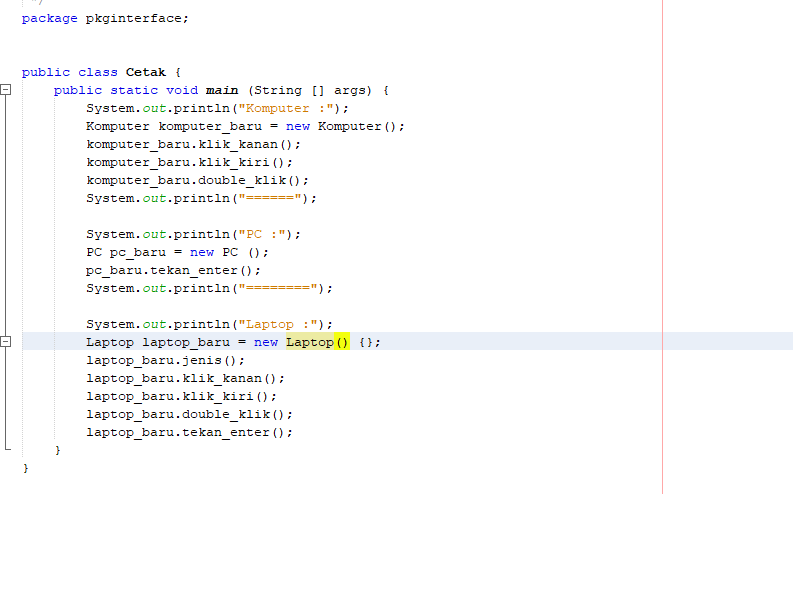 */
package pkginterface;
public class Cetak {
public static void main (String [] args) {
System.out.println("Komputer :");
Komputer komputer_baru = new Komputer();
komputer_baru.klik_kanan();
komputer_baru.klik_kiri();
komputer_baru.double_klik();
System.out.println("======");
System.out.println("PC :");
PC pc_baru = new PC ();
pc_baru.tekan_enter();
System.out.println("========");
System.out.println("Laptop :");
Laptop laptop_baru = new Laptop() {};
laptop_baru.jenis();
laptop_baru.klik_kanan();
laptop_baru.klik_kiri();
laptop_baru.double_klik();
laptop_baru.tekan_enter();
}
}